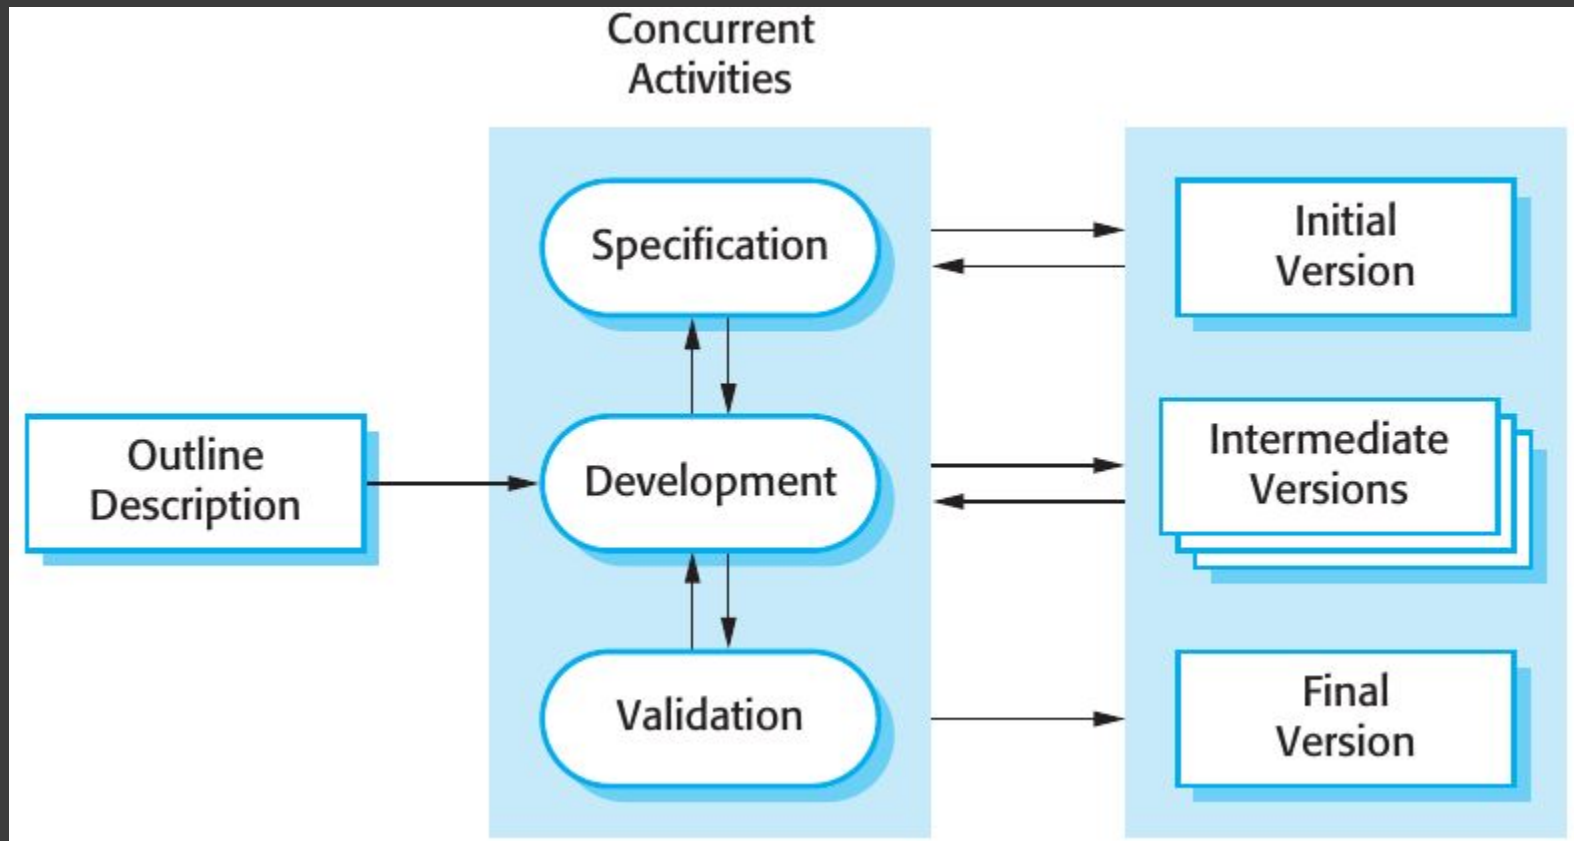 Concurrent
Activities
Specification
Initial
Version
Outline
Description
Development
Intermediate
Versions
Validation
Final
Version